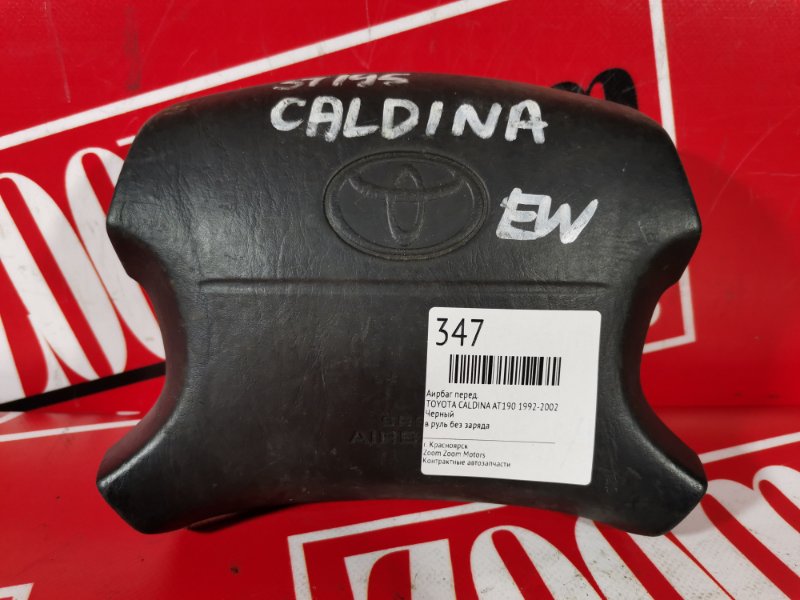 ST195
CALDINA
EW
347
Аирбаг перед.
TOYOTA CALDINA AT190 1992-2002
Черный
в руль без заряда
г. Красноярск
Zoom Zoom Motors
Контрактные автозапчасти
SRS